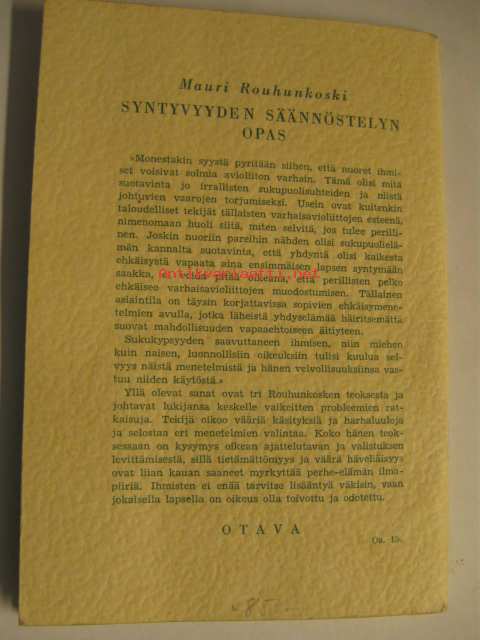 Mauri Rouhunkoski
SYNTYVYYDEN SÄÄNNÖSTELYN
OPAS
»Monestakin syystä pyritään siihen, että nuoret ihmi-
set voisivat solmia avioliiton varhain. Tämä olisi mitä
suotavinta jo irrallisten sukupuolisuhteiden ja niistä
johtuvien vaarojen torjumiseksi. Usein ovat kuitenkin
taloudelliset tekijät tällaisten varhaisavioliittojen esteenä,
nimenomaan huoli siitä, miten selvitä, jos tulee perilli-
nen. Joskin nuoriin pareihin nähden olisi sukupuolielä-
män kannalta suotavinta, että yhdyntä olisi kaikesta
ehkäisystä vapaata aina ensimmäisen lapsen syntymään
saakka, pitää oikeana, että perillisten pelko
ehkäisee varhaisavioliittojen muodostumisen. Tällainen
asiaintila on täysin korjattavissa sopivien ehkäisymene-
telmien avulla, jotka läheistä yhdyselämää häiritsemättä
suovat mahdollisuuden vapaaehtoiseen äitiyteen.
Sukukypsyyden saavuttaneen ihmisen, niin miehen
kuin naisen, luonnollisiin oikeuksiin tulisi kuulua sel-
vyys näistä menetelmistä ja hänen velvollisuuksiinsa vas-
tuu niiden käytöstä.»
Yllä olevat sanat ovat tri Rouhunkosken teoksesta ja
johtavat lukijansa keskelle vaikeitten probleemien rat-
kaisuja. Tekijä oikoo vääriä käsityksiä ja harhaluuloja
ja selostaa eri menetelmien valintaa. Koko hänen teok-
sessaan on kysymys oikean ajattelutavan ja valistuksen
levittämisestä, sillä tietämättömyys ja väärä häveliäisyys
ovat liian kauan saaneet myrkyttää perhe-elämän ilma-
piiriä. Ihmisten ei enää tarvitse lisääntyä väkisin, vaan
jokaisella lapsella on oikeus olla toivottu ja odotettu.
OTAVA